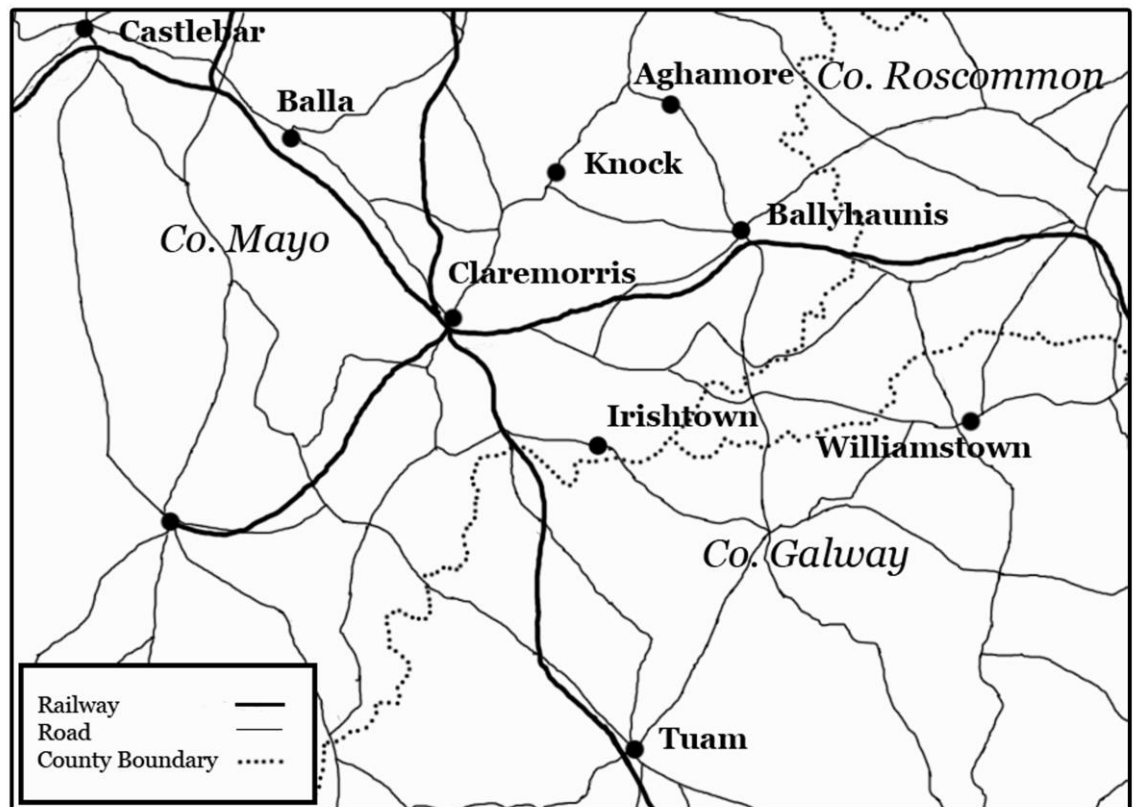 Castlebar
Aghamore
Co. Roscommon
Balla
Knock
Ballyhaunis
Co. Mayo
Claremorris
Irishtown
Williamstown
Co. Galway
Railway
Road
County Boundary
Tuam